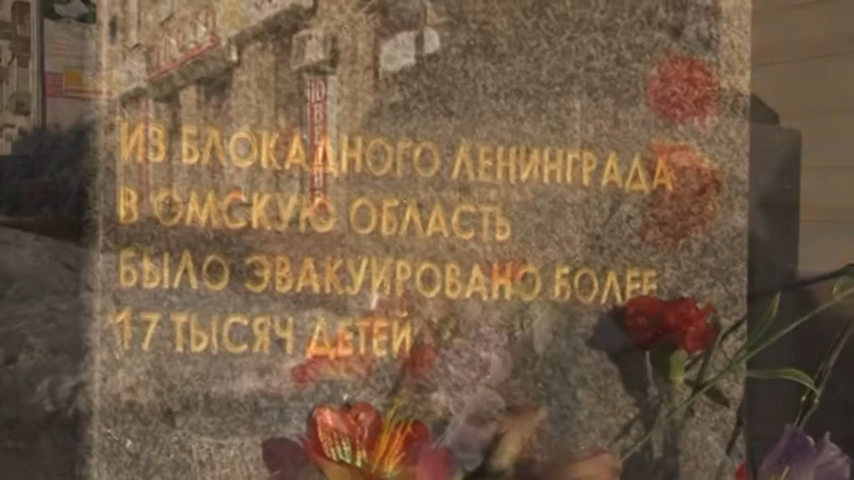 ИЗ БЛОКАДНОГО ЛЕНИНГРАДА
В ОМСКУЮ ОБЛАСТЬ
БЫЛО ЭВАКУИРОВАНО БОЛЕЕ
17 ТЫСЯЧ ДЕТЕЙ